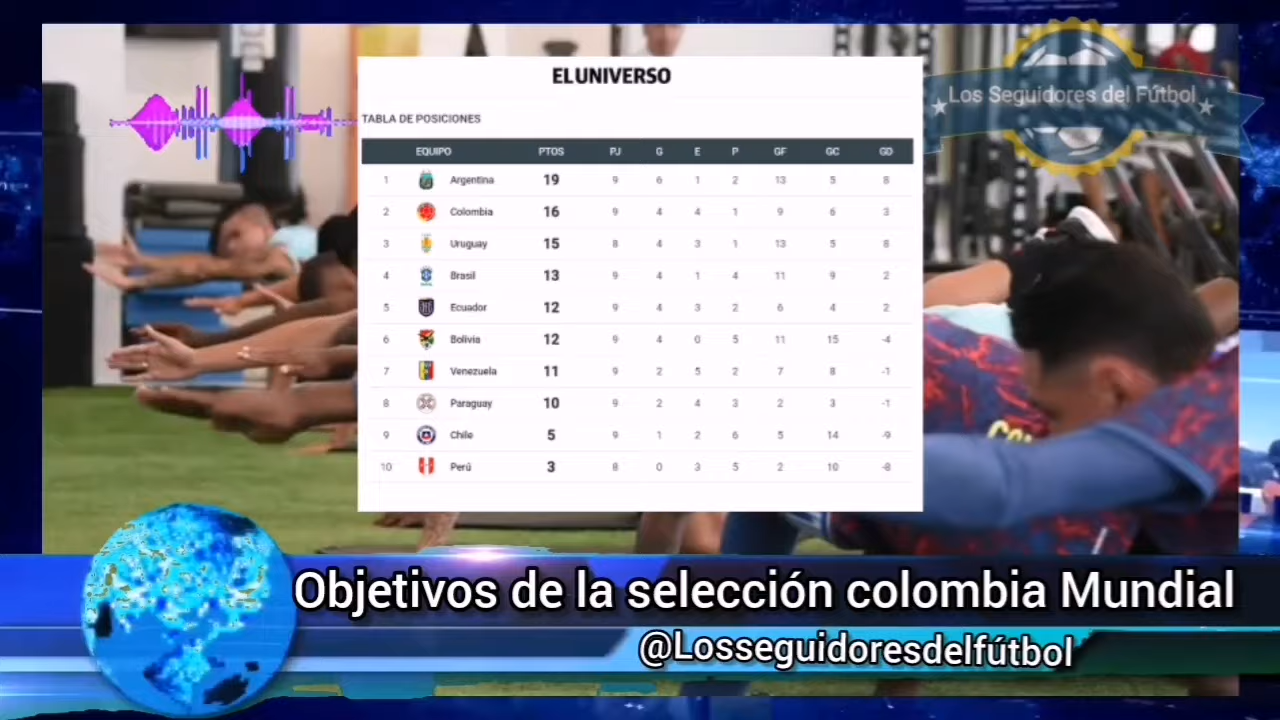 EL UNIVERSO
Los Seguidores del Fútbol
TABLA DE POSICIONES
EQUIPO PTOS PJ G E P GF GC GD
1 Argentina 19 9 6 1 2 13 5 8
2 Colombia 16 9 4 4 1 9 6 3
3 Uruguay 15 8 4 3 1 13 5 8
4 Brasil 13 9 4 1 4 11 9 2
5 Ecuador 12 9 4 3 2 6 4 2
6 Bolivia 12 9 4 0 5 11 15 -4
7 Venezuela 11 9 2 5 2 7 8 -1
8 Paraguay 10 9 2 4 3 2 3 -1
9 Chile 5 9 1 2 6 5 14 -9
10 Perú 3 8 0 3 5 2 10 -8
Objetivos de la selección colombia Mundial
@Losseguidoresdelfútbol